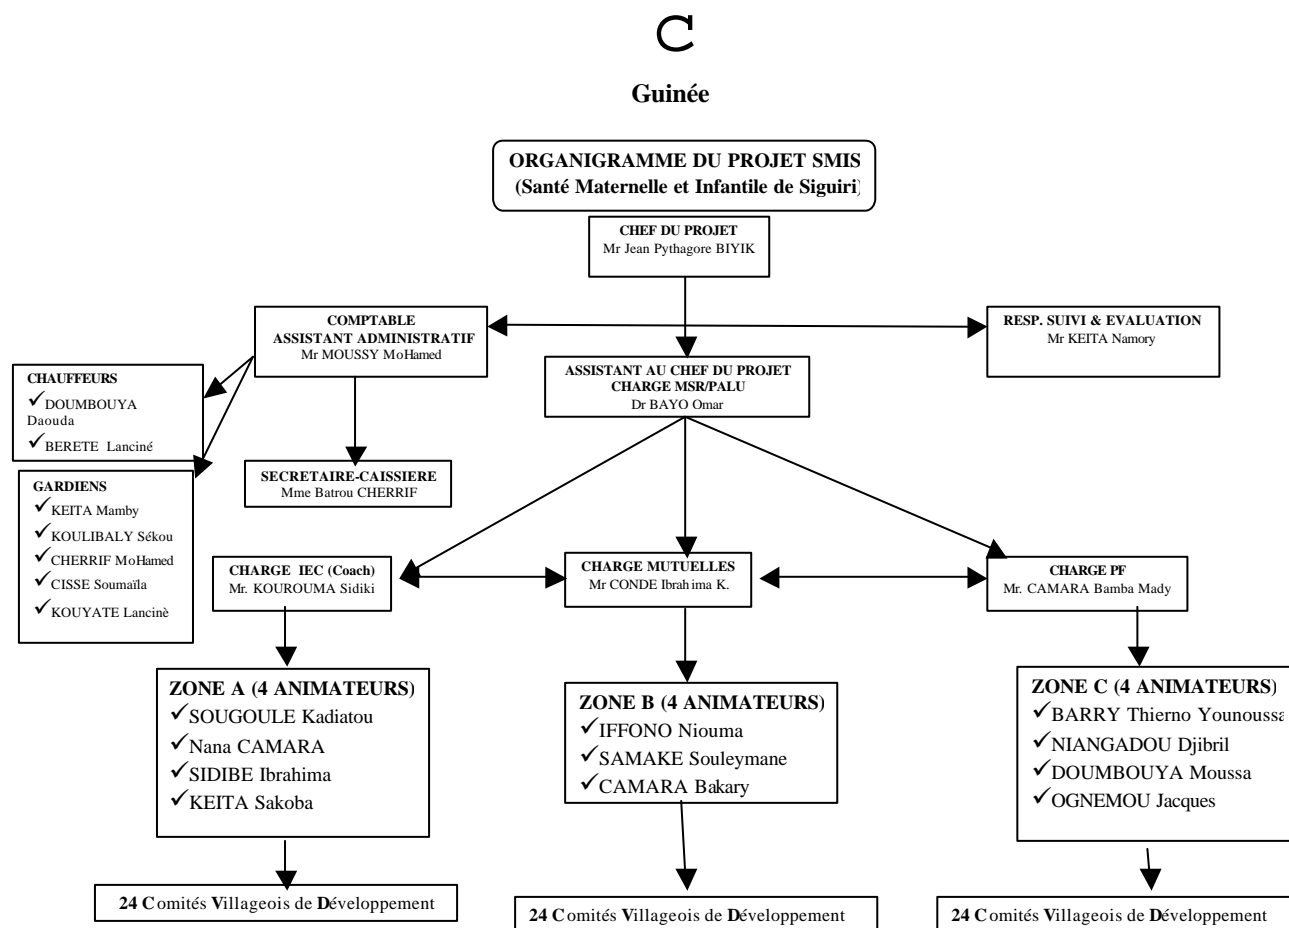 C
Guinée
ORGANIGRAMME DU PROJET SMIS
(Santé Maternelle et Infantile de Siguiri)
CHEF DU PROJET
Mr Jean Pythagore BIYIK
COMPTABLE
ASSISTANT ADMINISTRATIF
Mr MOUSSY MoHamed
RESP. SUIVI & EVALUATION
Mr KEITA Namory
ASSISTANT AU CHEF DU PROJET
CHARGE MSR/PALU
Dr BAYO Omar
CHAUFFEURS
✓DOUMBOUYA
Daouda
✓BERETE Lanciné
SECRETAIRE-CAISSIERE
Mme Batrou CHERRIF
GARDIENS
✓KEITA Mamby
✓KOULIBALY Sékou
✓CHERRIF MoHamed
✓CISSE Soumaïla
✓KOUYATE Lancinè
CHARGE IEC (Coach)
Mr. KOUROUMA Sidiki
CHARGE MUTUELLES
Mr CONDE Ibrahima K.
CHARGE PF
Mr. CAMARA Bamba Mady
ZONE A (4 ANIMATEURS)
✓SOUGOULE Kadiatou
✓Nana CAMARA
✓SIDIBE Ibrahima
✓KEITA Sakoba
ZONE B (4 ANIMATEURS)
✓IFFONO Niouma
✓SAMAKE Souleymane
✓CAMARA Bakary
ZONE C (4 ANIMATEURS)
✓BARRY Thierno Younoussa
✓NIANGADOU Djibril
✓DOUMBOUYA Moussa
✓OGNEMOU Jacques
24 Comités Villageois de Développement
24 Comités Villageois de Développement
24 Comités Villageois de Développement